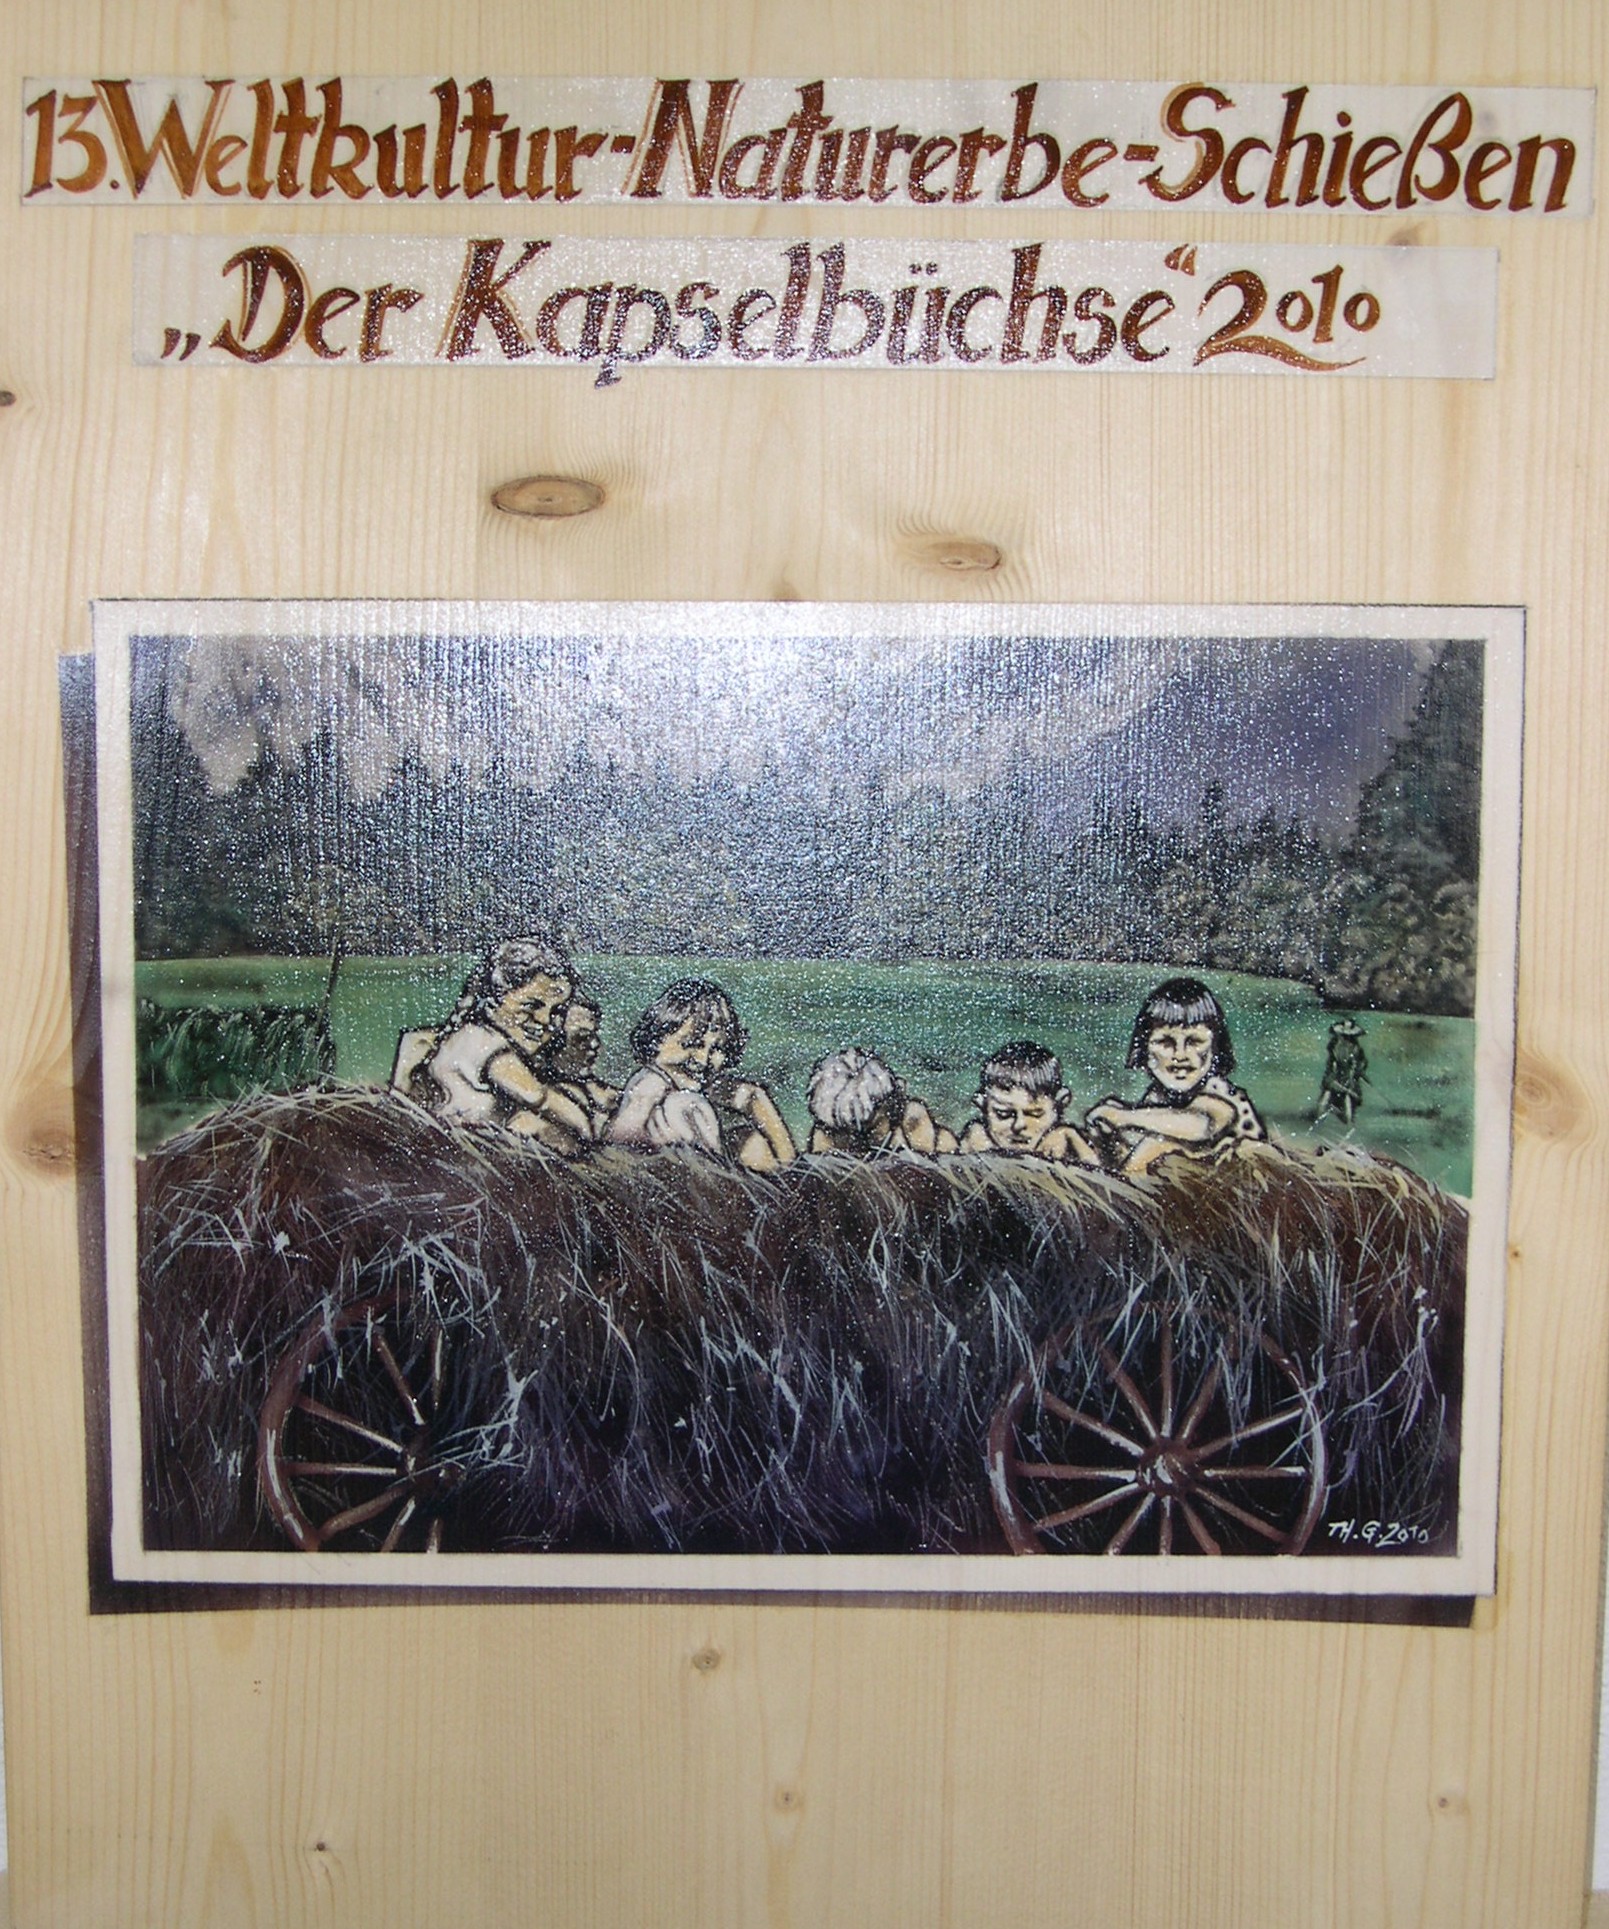 13. Weltkultur-Naturerbe-Schießen
„Der Kapselbüchse“ 2010
TH. G. 2010